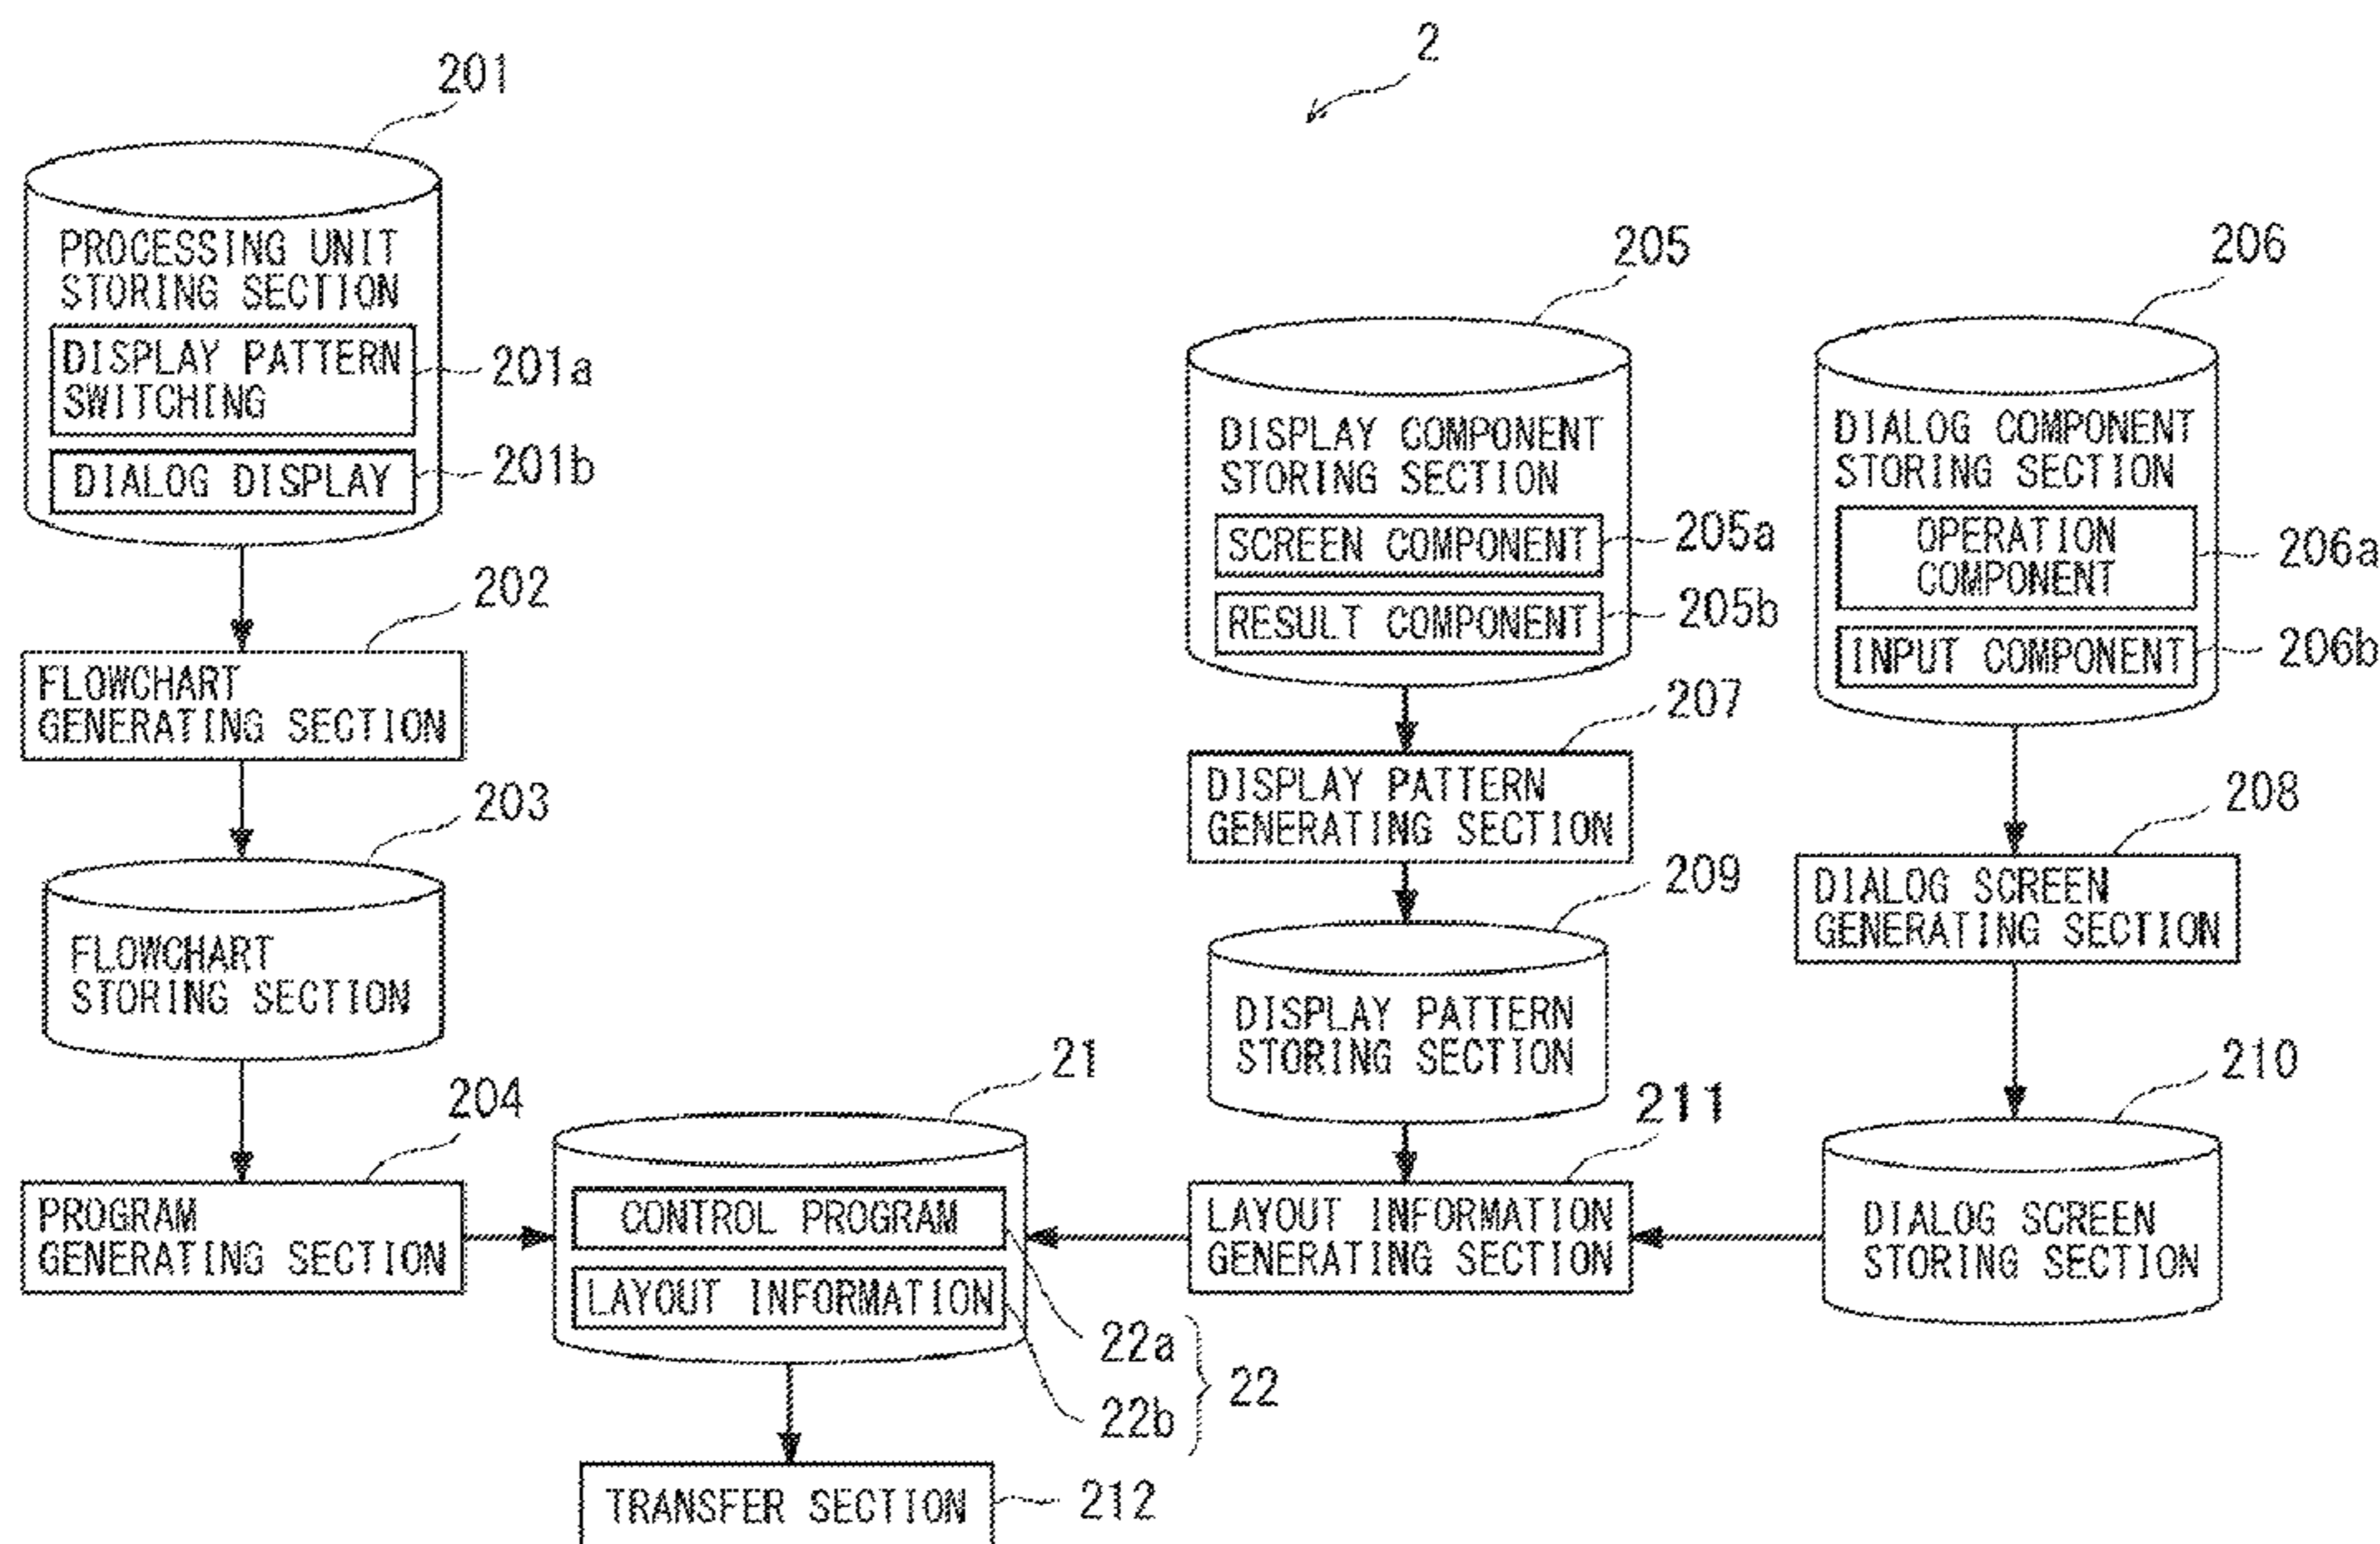 2
201
PROCESSING UNIT
STORING SECTION
DISPLAY PATTERN
SWITCHING
201a
DIALOG DISPLAY
201b
202
FLOWCHART
GENERATING SECTION
203
FLOWCHART
STORING SECTION
204
PROGRAM
GENERATING SECTION
205
DISPLAY COMPONENT
STORING SECTION
SCREEN COMPONENT
205a
RESULT COMPONENT
205b
207
DISPLAY PATTERN
GENERATING SECTION
209
DISPLAY PATTERN
STORING SECTION
211
LAYOUT INFORMATION
GENERATING SECTION
206
DIALOG COMPONENT
STORING SECTION
OPERATION
COMPONENT
206a
INPUT COMPONENT
206b
208
DIALOG SCREEN
GENERATING SECTION
210
DIALOG SCREEN
STORING SECTION
21
CONTROL PROGRAM
LAYOUT INFORMATION
22a
22b
22
TRANSFER SECTION
212